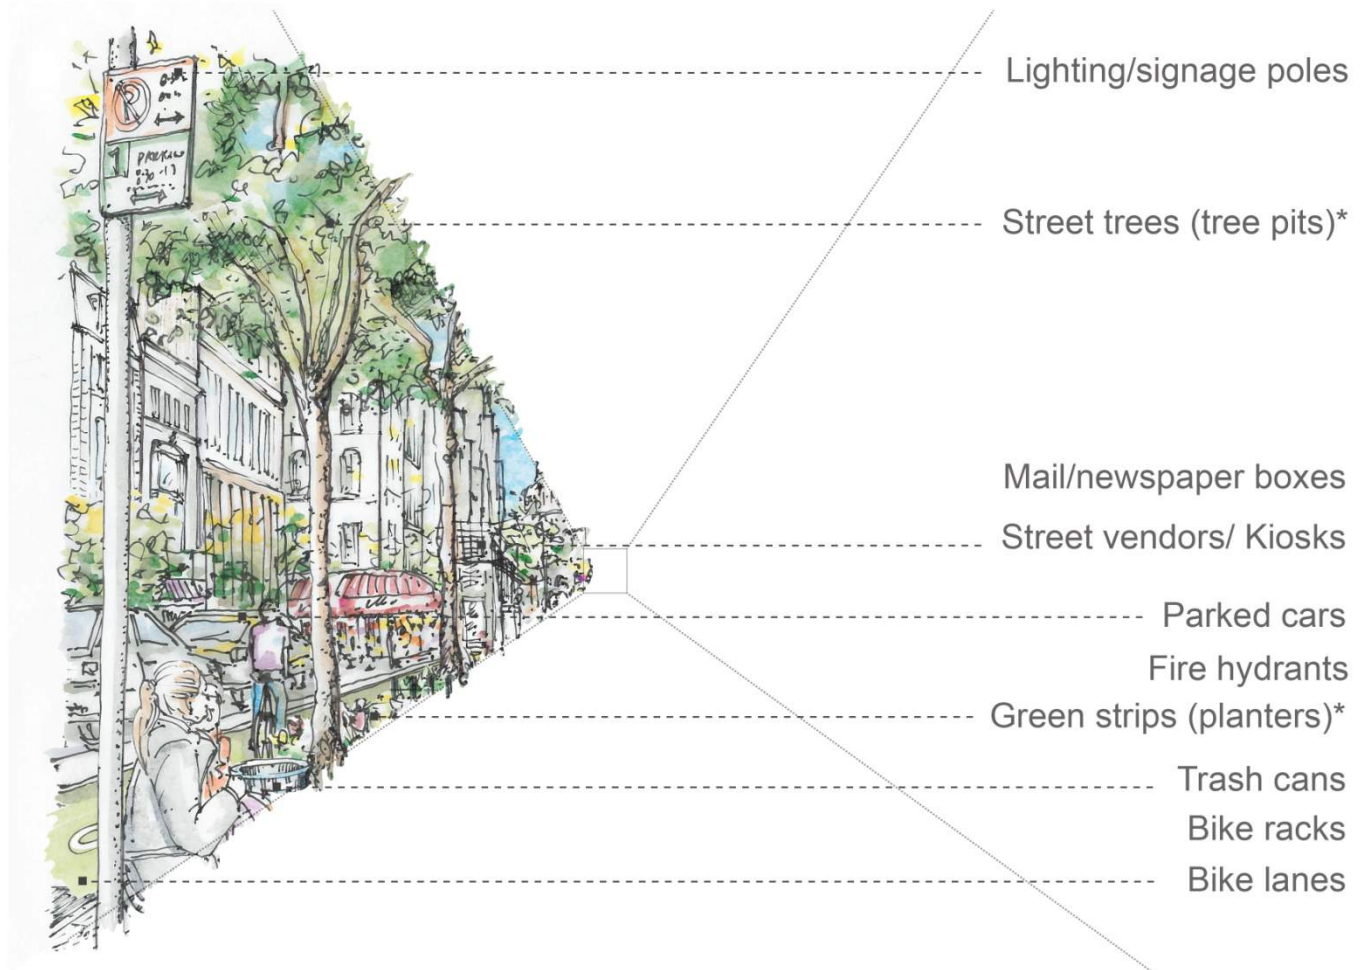 PARKING
Lighting/signage poles
Street trees (tree pits)*
Mail/newspaper boxes
Street vendors/ Kiosks
Parked cars
Fire hydrants
Green strips (planters)*
Trash cans
Bike racks
Bike lanes